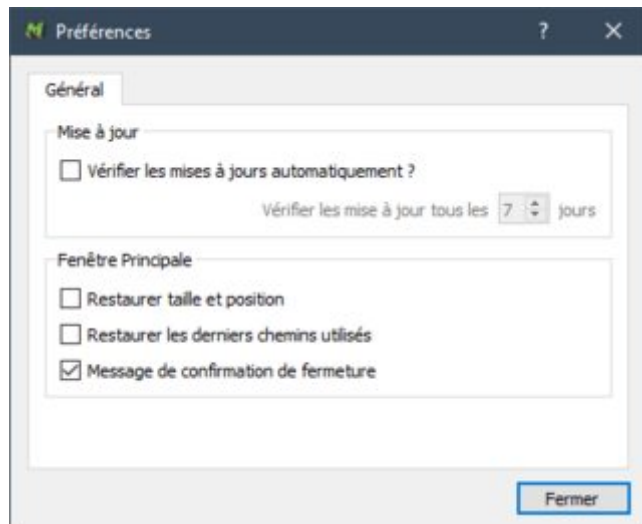 Préférences
Général
Mise à jour
Vérifier les mises à jours automatiquement ?
Vérifier les mise à jour tous les 7 jours
Fenêtre Principale
Restaurer taille et position
Restaurer les derniers chemins utilisés
Message de confirmation de fermeture
Fermer